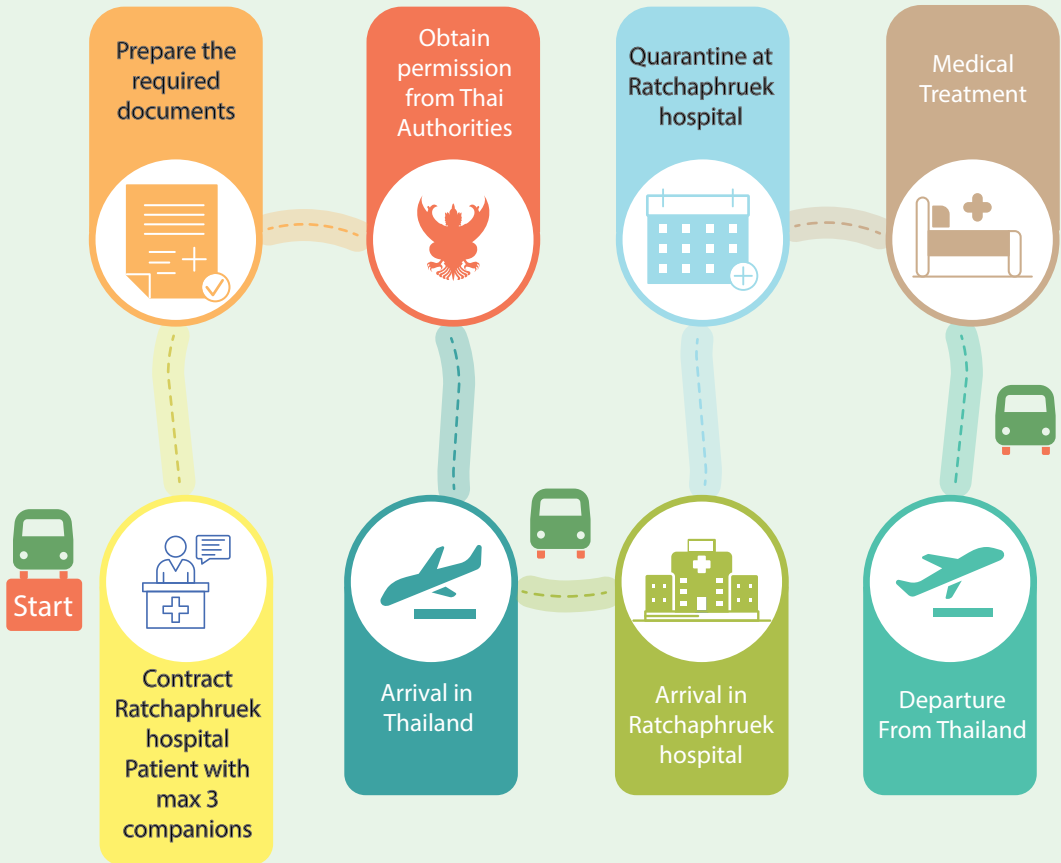 Start
Contract
Ratchaphruek
hospital
Patient with
max 3
companions
Prepare the
required
documents
Obtain
permission
from Thai
Authorities
Arrival in
Thailand
Arrival in
Ratchaphruek
hospital
Quarantine at
Ratchaphruek
hospital
Medical
Treatment
Departure
From Thailand